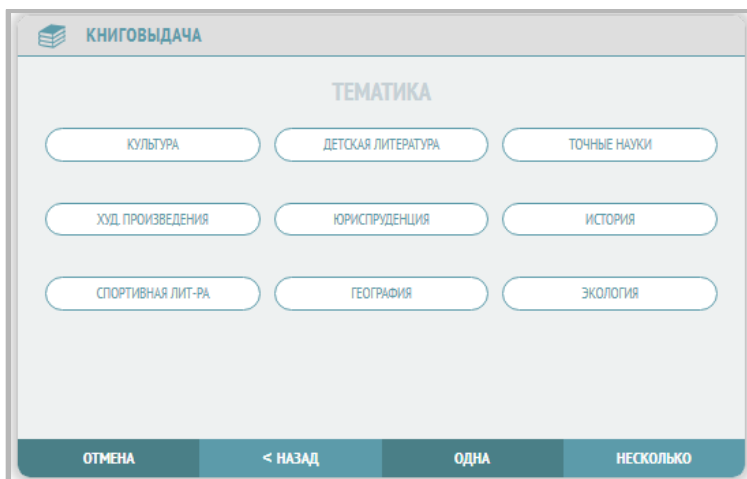 КНИГОВЫДАЧА
ТЕМАТИКА
КУЛЬТУРА
ДЕТСКАЯ ЛИТЕРАТУРА
ТОЧНЫЕ НАУКИ
ХУД. ПРОИЗВЕДЕНИЯ
ЮРИСПРУДЕНЦИЯ
ИСТОРИЯ
СПОРТИВНАЯ ЛИТ-РА
ГЕОГРАФИЯ
ЭКОЛОГИЯ
ОТМЕНА
< НАЗАД
ОДНА
НЕСКОЛЬКО